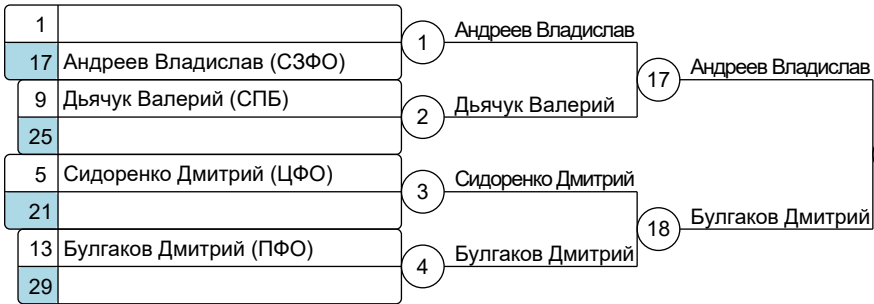 1
Андреев Владислав
17 Андреев Владислав (СЗФО)
1
Андреев Владислав
9 Дьячук Валерий (СПБ)
17
2
Дьячук Валерий
25
5 Сидоренко Дмитрий (ЦФО)
Сидоренко Дмитрий
3
21
18
Булгаков Дмитрий
13 Булгаков Дмитрий (ПФО)
Булгаков Дмитрий
4
29